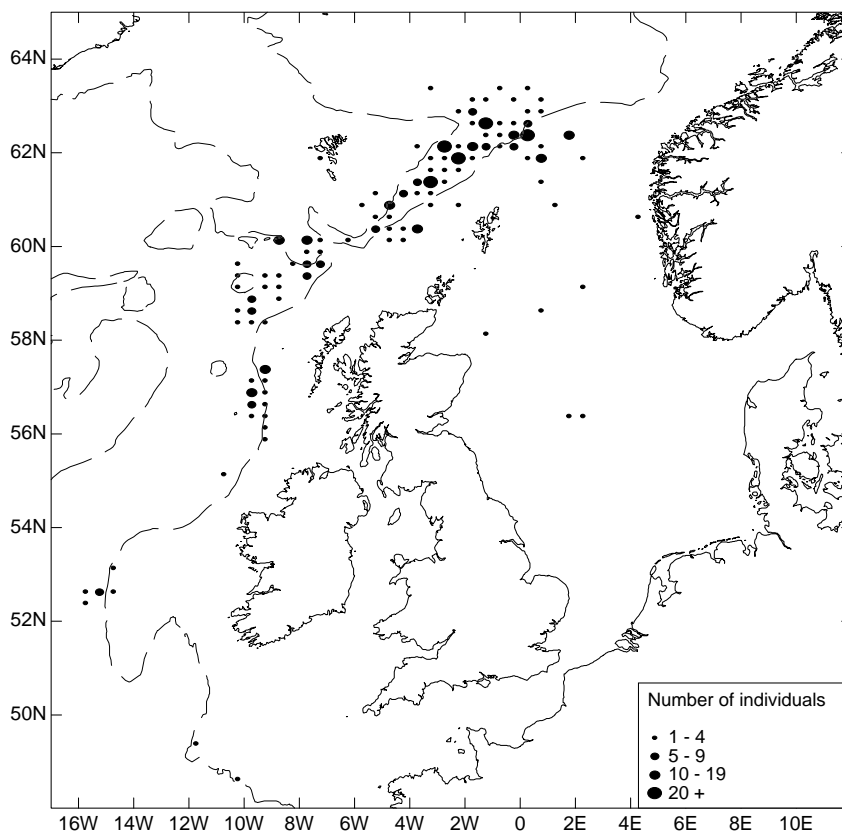 64N
62N
60N
58N
56N
54N
52N
50N
Number of individuals
1 - 4
5 - 9
10 - 19
20 +
16W 14W 12W 10W 8W 6W 4W 2W 0 2E 4E 6E 8E 10E